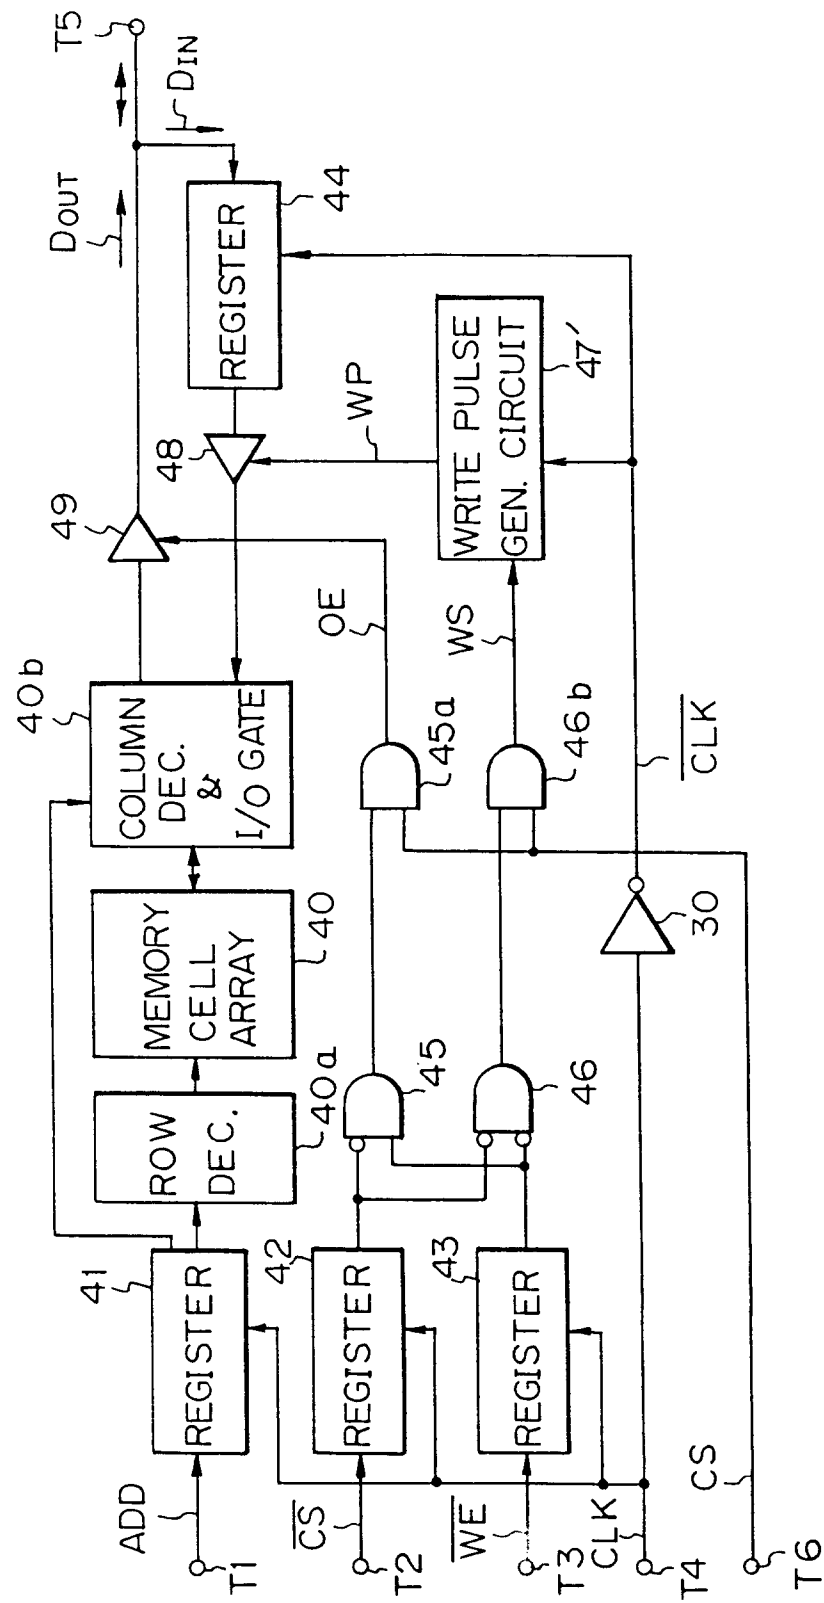 T5
DOUT
DIN
REGISTER
44
48
49
WP
WRITE PULSE
GEN. CIRCUIT
47'
OE
WS
40b
COLUMN
DEC.
&
I/O GATE
45a
46b
CLK
MEMORY
CELL
ARRAY
40
30
ROW
DEC.
40a
45
46
41
REGISTER
42
REGISTER
43
REGISTER
ADD
CS
WE
CLK
CS
T1
T2
T3
T4
T6